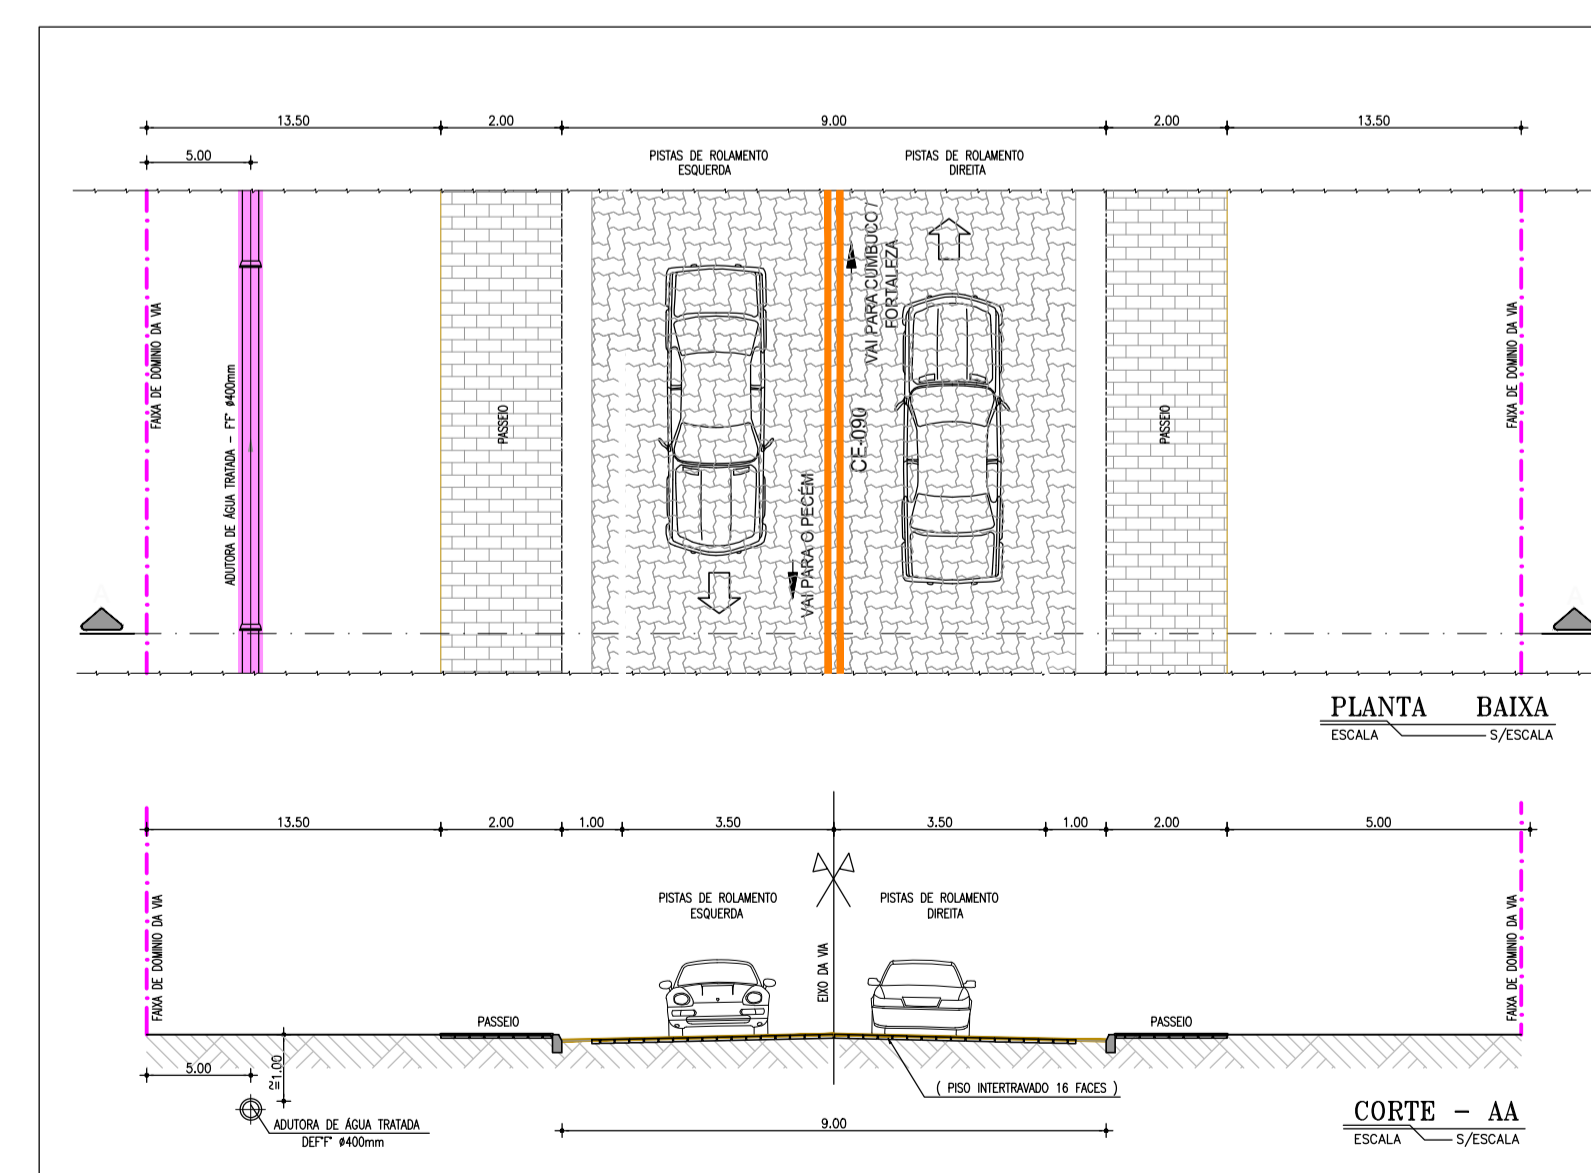 13.50
2.00
9.00
2.00
13.50
5.00
PISTAS DE ROLAMENTO
ESQUERDA
PISTAS DE ROLAMENTO
DIREITA
FAIXA DE DOMINIO DA VIA
ADUTORA DE ÁGUA TRATADA - FºFº ø400mm
PASSEIO
VAI PARA O PECÉM
CE-090
VAI PARA CUMBUCO /
FORTALEZA
PASSEIO
FAIXA DE DOMINIO DA VIA
A
A
PLANTA BAIXA
ESCALA S/ESCALA
13.50
2.00
1.00
3.50
3.50
1.00
2.00
5.00
PISTAS DE ROLAMENTO
ESQUERDA
PISTAS DE ROLAMENTO
DIREITA
FAIXA DE DOMINIO DA VIA
EIXO DA VIA
FAIXA DE DOMINIO DA VIA
PASSEIO
PASSEIO
5.00
≅1.00
( PISO INTERTRAVADO 16 FACES )
ADUTORA DE ÁGUA TRATADA
DEFºFº ø400mm
9.00
CORTE - AA
ESCALA S/ESCALA